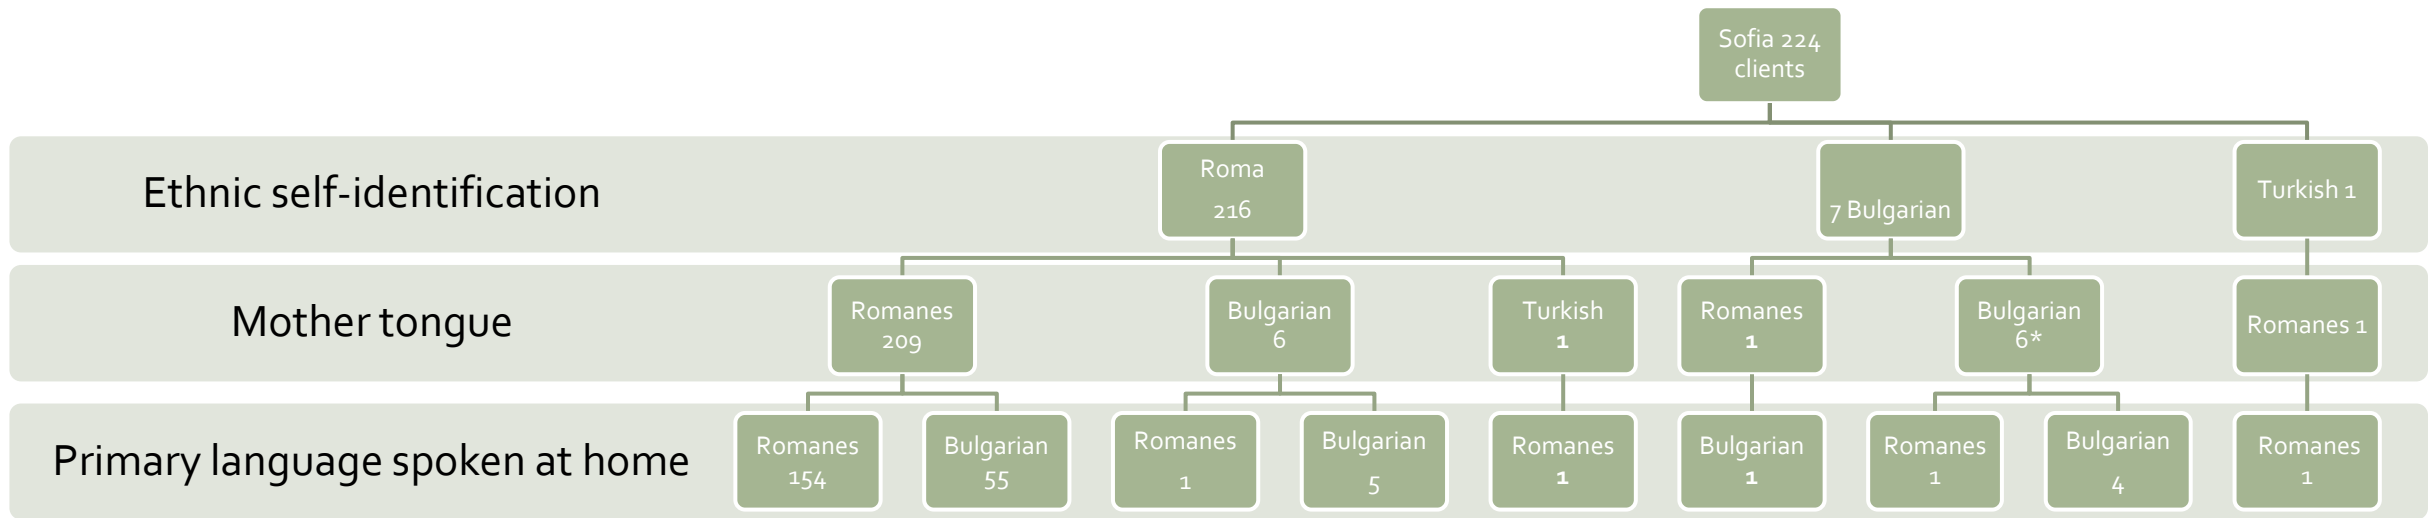 Sofia 224
clients
Ethnic self-identification
Roma
216
7 Bulgarian
Turkish 1
Mother tongue
Romanes
209
Bulgarian
6
Turkish
1
Romanes
1
Bulgarian
6*
Romanes 1
Primary language spoken at home
Romanes
154
Bulgarian
55
Romanes
1
Bulgarian
5
Romanes
1
Bulgarian
1
Romanes
1
Bulgarian
4
Romanes
1